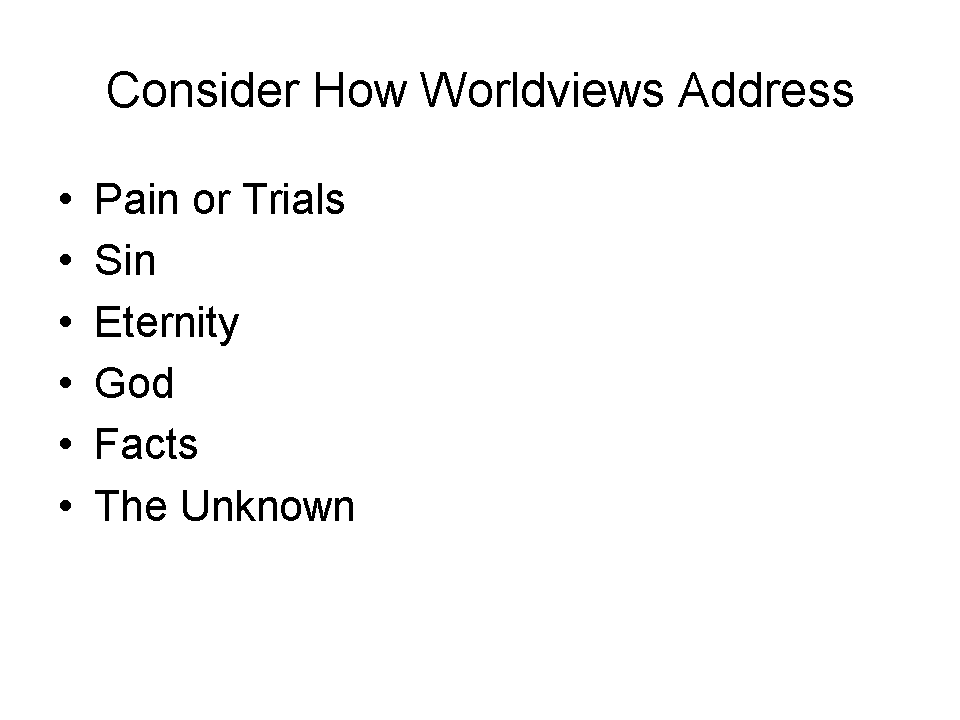 Consider How Worldviews Address
• Pain or Trials
• Sin
• Eternity
• God
• Facts
• The Unknown